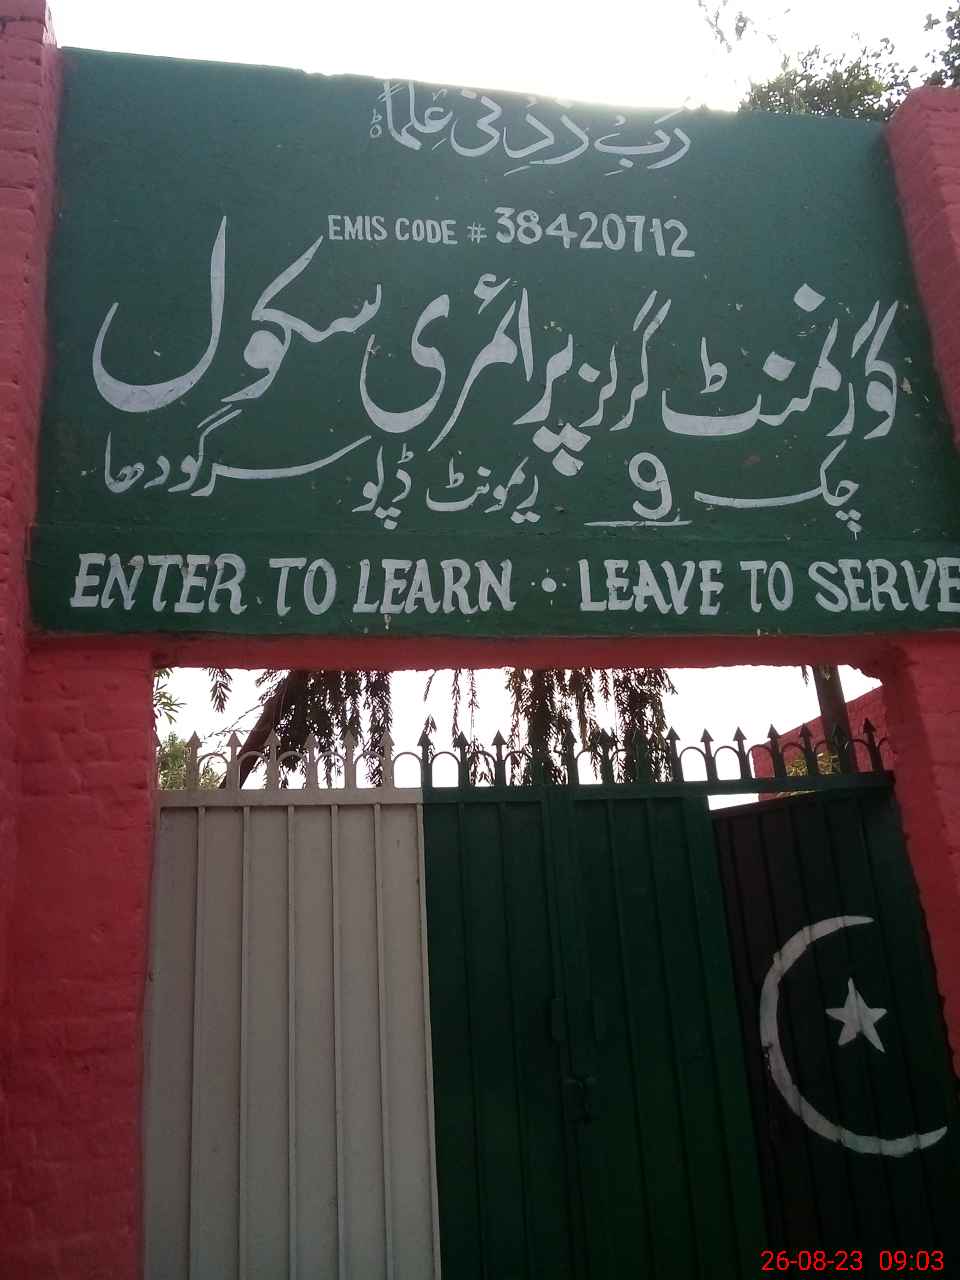 رَبِّ زِدْنِی عِلْمًا
EMIS CODE # 38420712
گورنمنٹ گرلز پرائمری سکول
چک 9 ریمونٹ ڈپو سرگودھا
ENTER TO LEARN · LEAVE TO SERVE
26-08-23 09:03